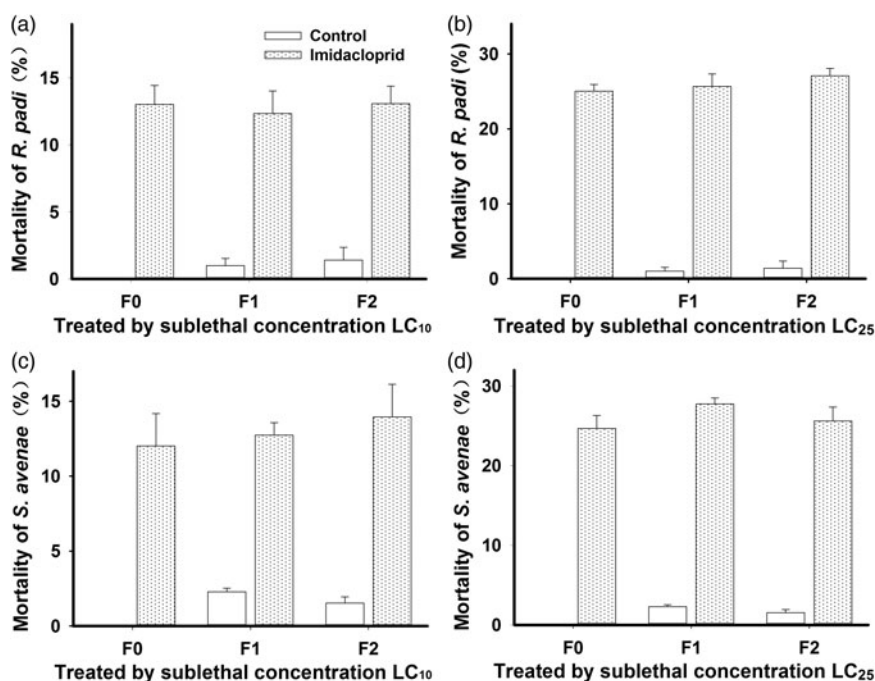 (a)
Control
Imidacloprid
Mortality of R. padi (%)
15
10
5
0
F0 F1 F2
Treated by sublethal concentration LC10
(b)
Mortality of R. padi (%)
30
20
10
0
F0 F1 F2
Treated by sublethal concentration LC25
(c)
Mortality of S. avenae (%)
15
10
5
0
F0 F1 F2
Treated by sublethal concentration LC10
(d)
Mortality of S. avenae (%)
30
20
10
0
F0 F1 F2
Treated by sublethal concentration LC25